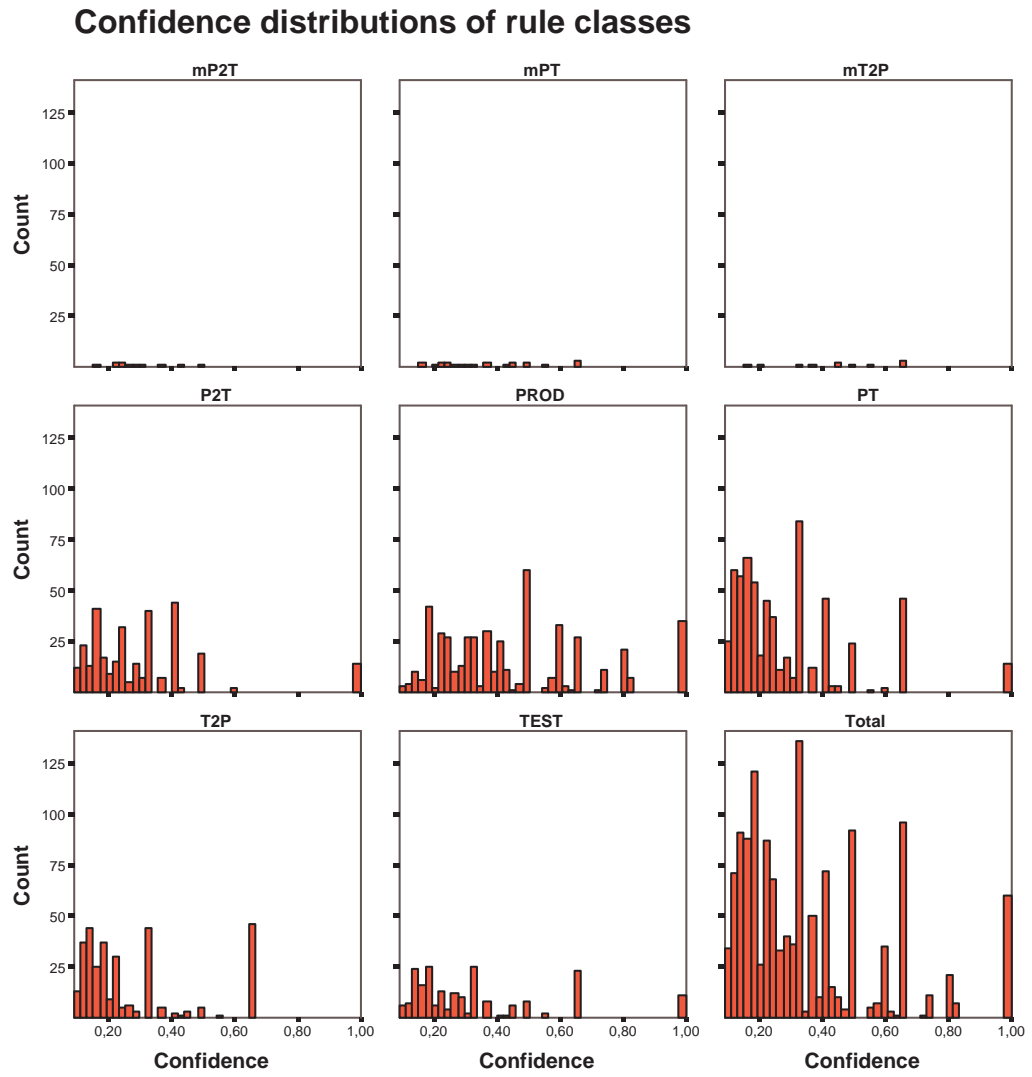 Confidence distributions of rule classes
mP2T mPT mT2P
125
100
75
50
25
Count
P2T PROD PT
125
100
75
50
25
Count
T2P TEST Total
125
100
75
50
25
Count
0,20 0,40 0,60 0,80 1,00 0,20 0,40 0,60 0,80 1,00 0,20 0,40 0,60 0,80 1,00
Confidence Confidence Confidence